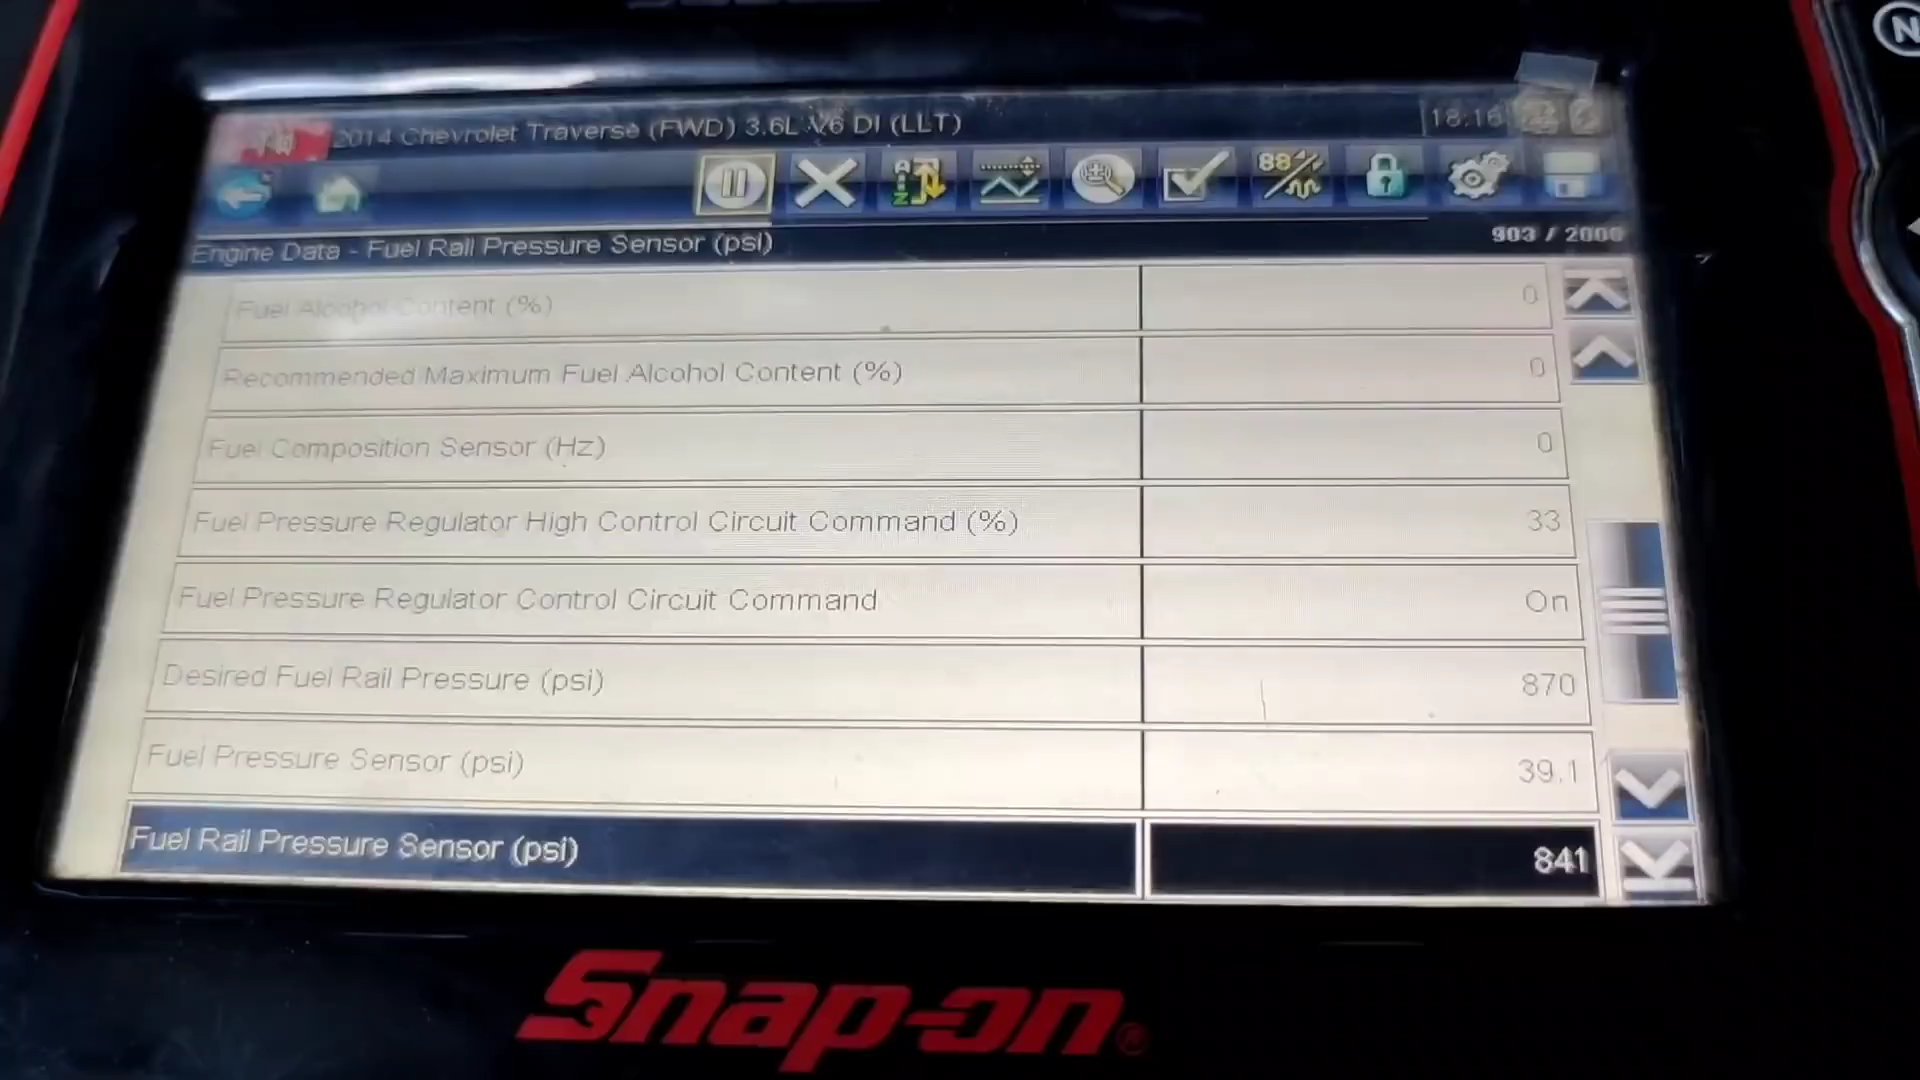 2014 Chevrolet Traverse (FWD) 3.6L V6 DI (LLT)
18:16
Engine Data - Fuel Rail Pressure Sensor (psi)
903 / 2000
Fuel Alcohol Content (%) 0
Recommended Maximum Fuel Alcohol Content (%) 0
Fuel Composition Sensor (Hz) 0
Fuel Pressure Regulator High Control Circuit Command (%) 33
Fuel Pressure Regulator Control Circuit Command On
Desired Fuel Rail Pressure (psi) 870
Fuel Pressure Sensor (psi) 39.1
Fuel Rail Pressure Sensor (psi) 841
Snap-on®
N